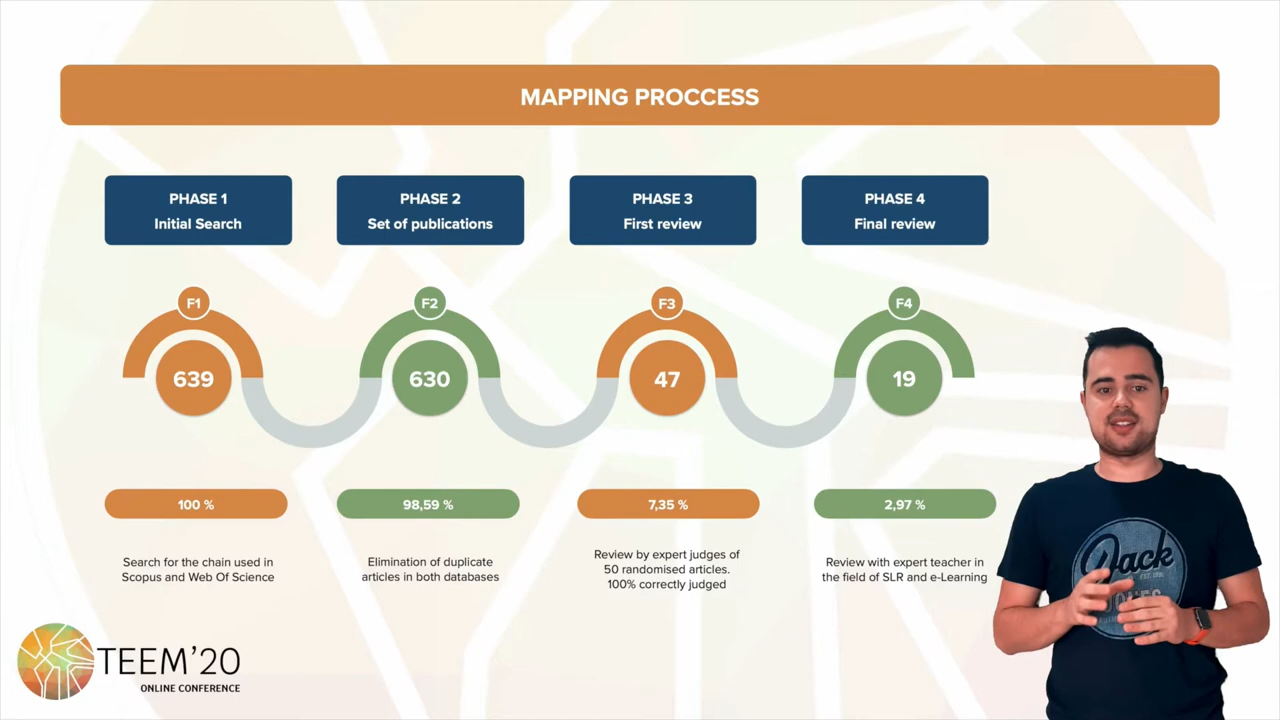 MAPPING PROCCESS
PHASE 1
Initial Search
PHASE 2
Set of publications
PHASE 3
First review
PHASE 4
Final review
F1
F2
F3
F4
639
630
47
19
100 %
98,59 %
7,35 %
2,97 %
Search for the chain used in
Scopus and Web Of Science
Elimination of duplicate
articles in both databases
Review by expert judges of
50 randomised articles.
100% correctly judged
Review with expert teacher in
the field of SLR and e-Learning
TEEM'20
ONLINE CONFERENCE